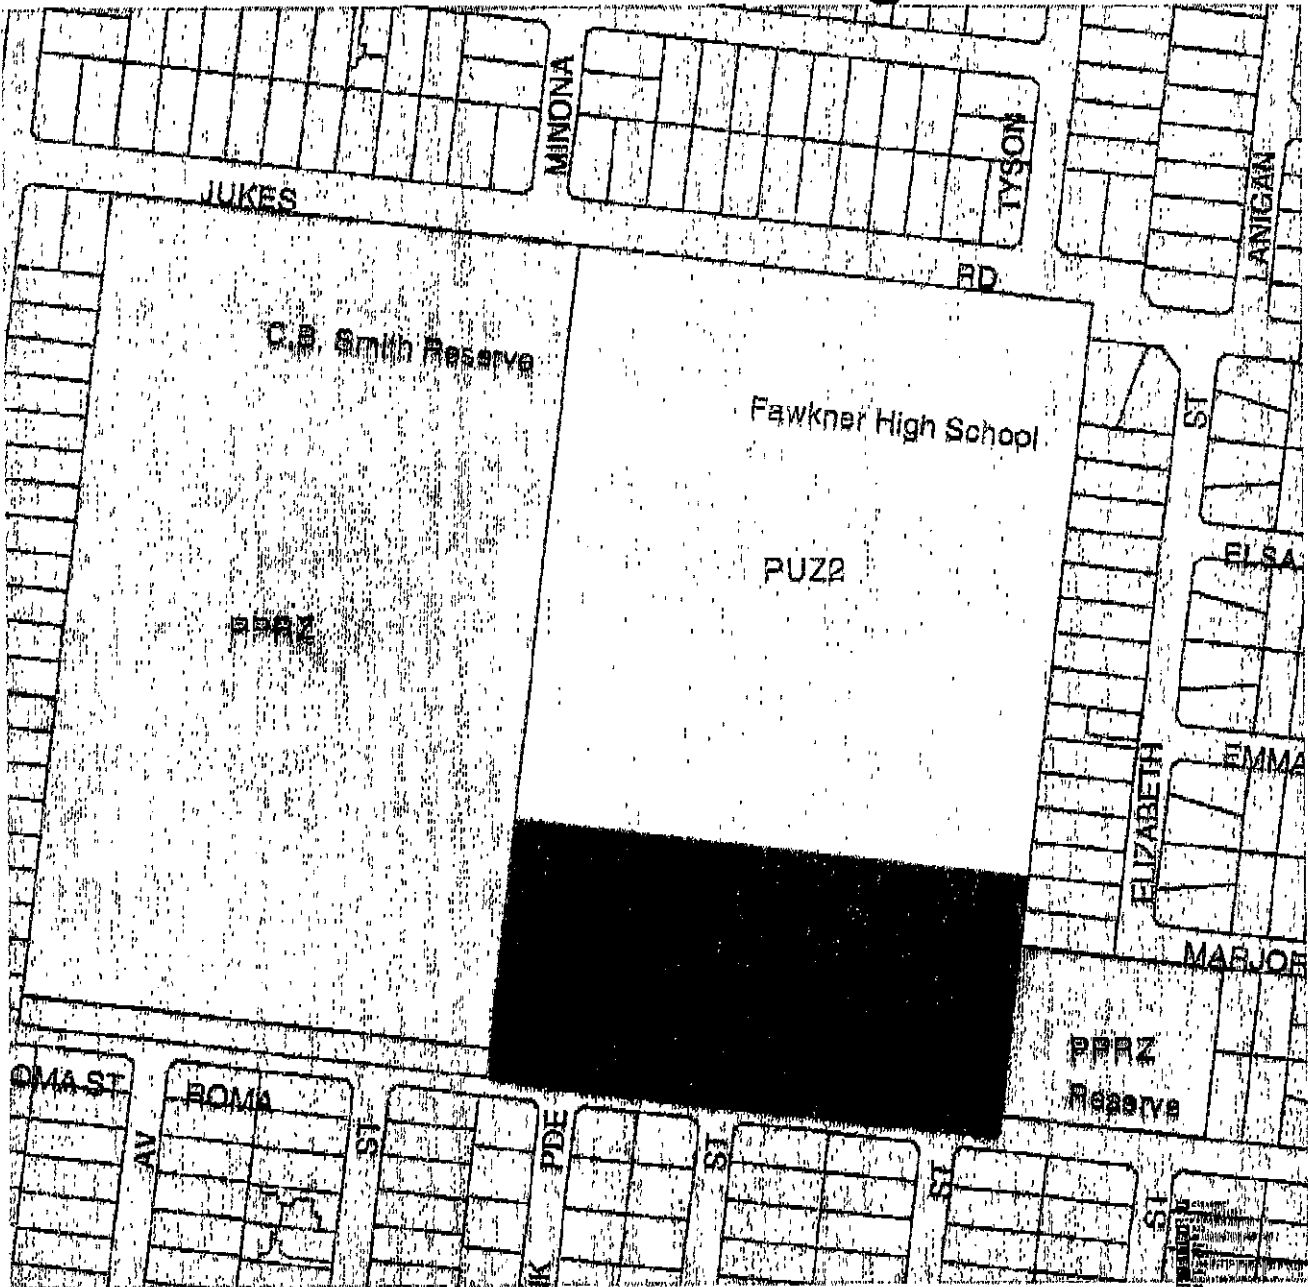 MINONA
TYSON
LANIGAN
JUKES
RD
C.B. Smith Reserve
Fawkner High School
ST
ELSA
PUZ2
PPRZ
EMMA
ELIZABETH
MARJOR
PPRZ
Reserve
OMA ST
ROMA
AV
ST
PDE
ST
ST
ST
IK